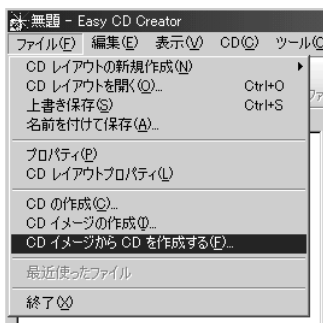 無題 - Easy CD Creator
ファイル(F) 編集(E) 表示(V) CD(C) ツール(O
CD レイアウトの新規作成(N)
CD レイアウトを開く(O)... Ctrl+O
上書き保存(S) Ctrl+S
名前を付けて保存(A)...
プロパティ(P)
CD レイアウトプロパティ(L)
CD の作成(C)...
CD イメージの作成(I)...
CD イメージから CD を作成する(F)...
最近使ったファイル
終了(X)